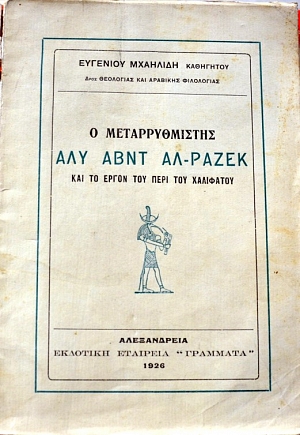 ΕΥΓΕΝΙΟΥ ΜΧΑΗΛΙΔΗ ΚΑΘΗΓΗΤΟΥ
Δρος ΘΕΟΛΟΓΙΑΣ ΚΑΙ ΑΡΑΒΙΚΗΣ ΦΙΛΟΛΟΓΙΑΣ
Ο ΜΕΤΑΡΡΥΘΜΙΣΤΗΣ
ΑΛΥ ΑΒΝΤ ΑΛ-ΡΑΖΕΚ
ΚΑΙ ΤΟ ΕΡΓΟΝ ΤΟΥ ΠΕΡΙ ΤΟΥ ΧΑΛΙΦΑΤΟΥ
ΑΛΕΞΑΝΔΡΕΙΑ
ΕΚΔΟΤΙΚΗ ΕΤΑΙΡΕΙΑ "ΓΡΑΜΜΑΤΑ"
1926